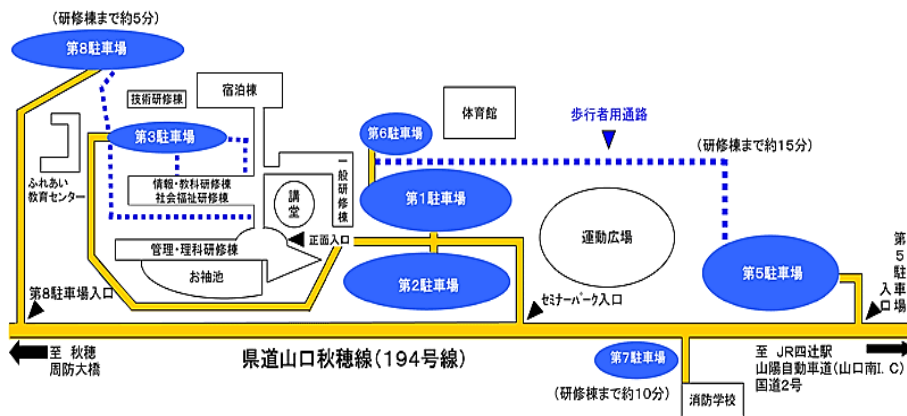 (研修棟まで約5分)
第8駐車場
技術研修棟
宿泊棟
体育館
歩行者用通路
第6駐車場
第3駐車場
(研修棟まで約15分)
ふれあい
教育センター
情報・教科研修棟
社会福祉研修棟
講堂
一般研修棟
第1駐車場
運動広場
正面入口
管理・理科研修棟
お袖池
第2駐車場
第5駐車場
第5駐車場入口
第8駐車場入口
セミナーパーク入口
至 秋穂
周防大橋
県道山口秋穂線(194号線)
第7駐車場
(研修棟まで約10分)
消防学校
至 JR四辻駅
山陽自動車道(山口南I.C)
国道2号